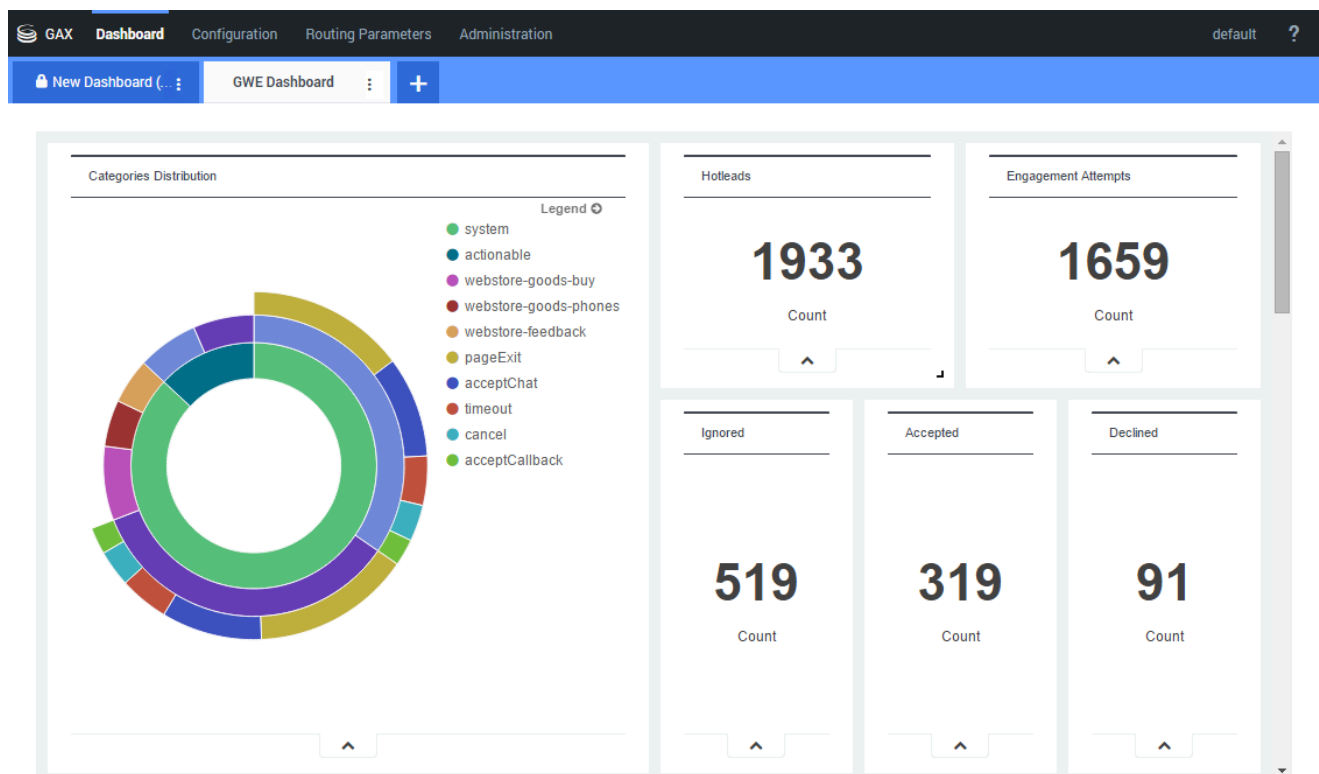 GAX Dashboard Configuration Routing Parameters Administration default ?
New Dashboard (... GWE Dashboard +
Categories Distribution
Legend
system
actionable
webstore-goods-buy
webstore-goods-phones
webstore-feedback
pageExit
acceptChat
timeout
cancel
acceptCallback
Hotleads
1933
Count
Engagement Attempts
1659
Count
Ignored
519
Count
Accepted
319
Count
Declined
91
Count